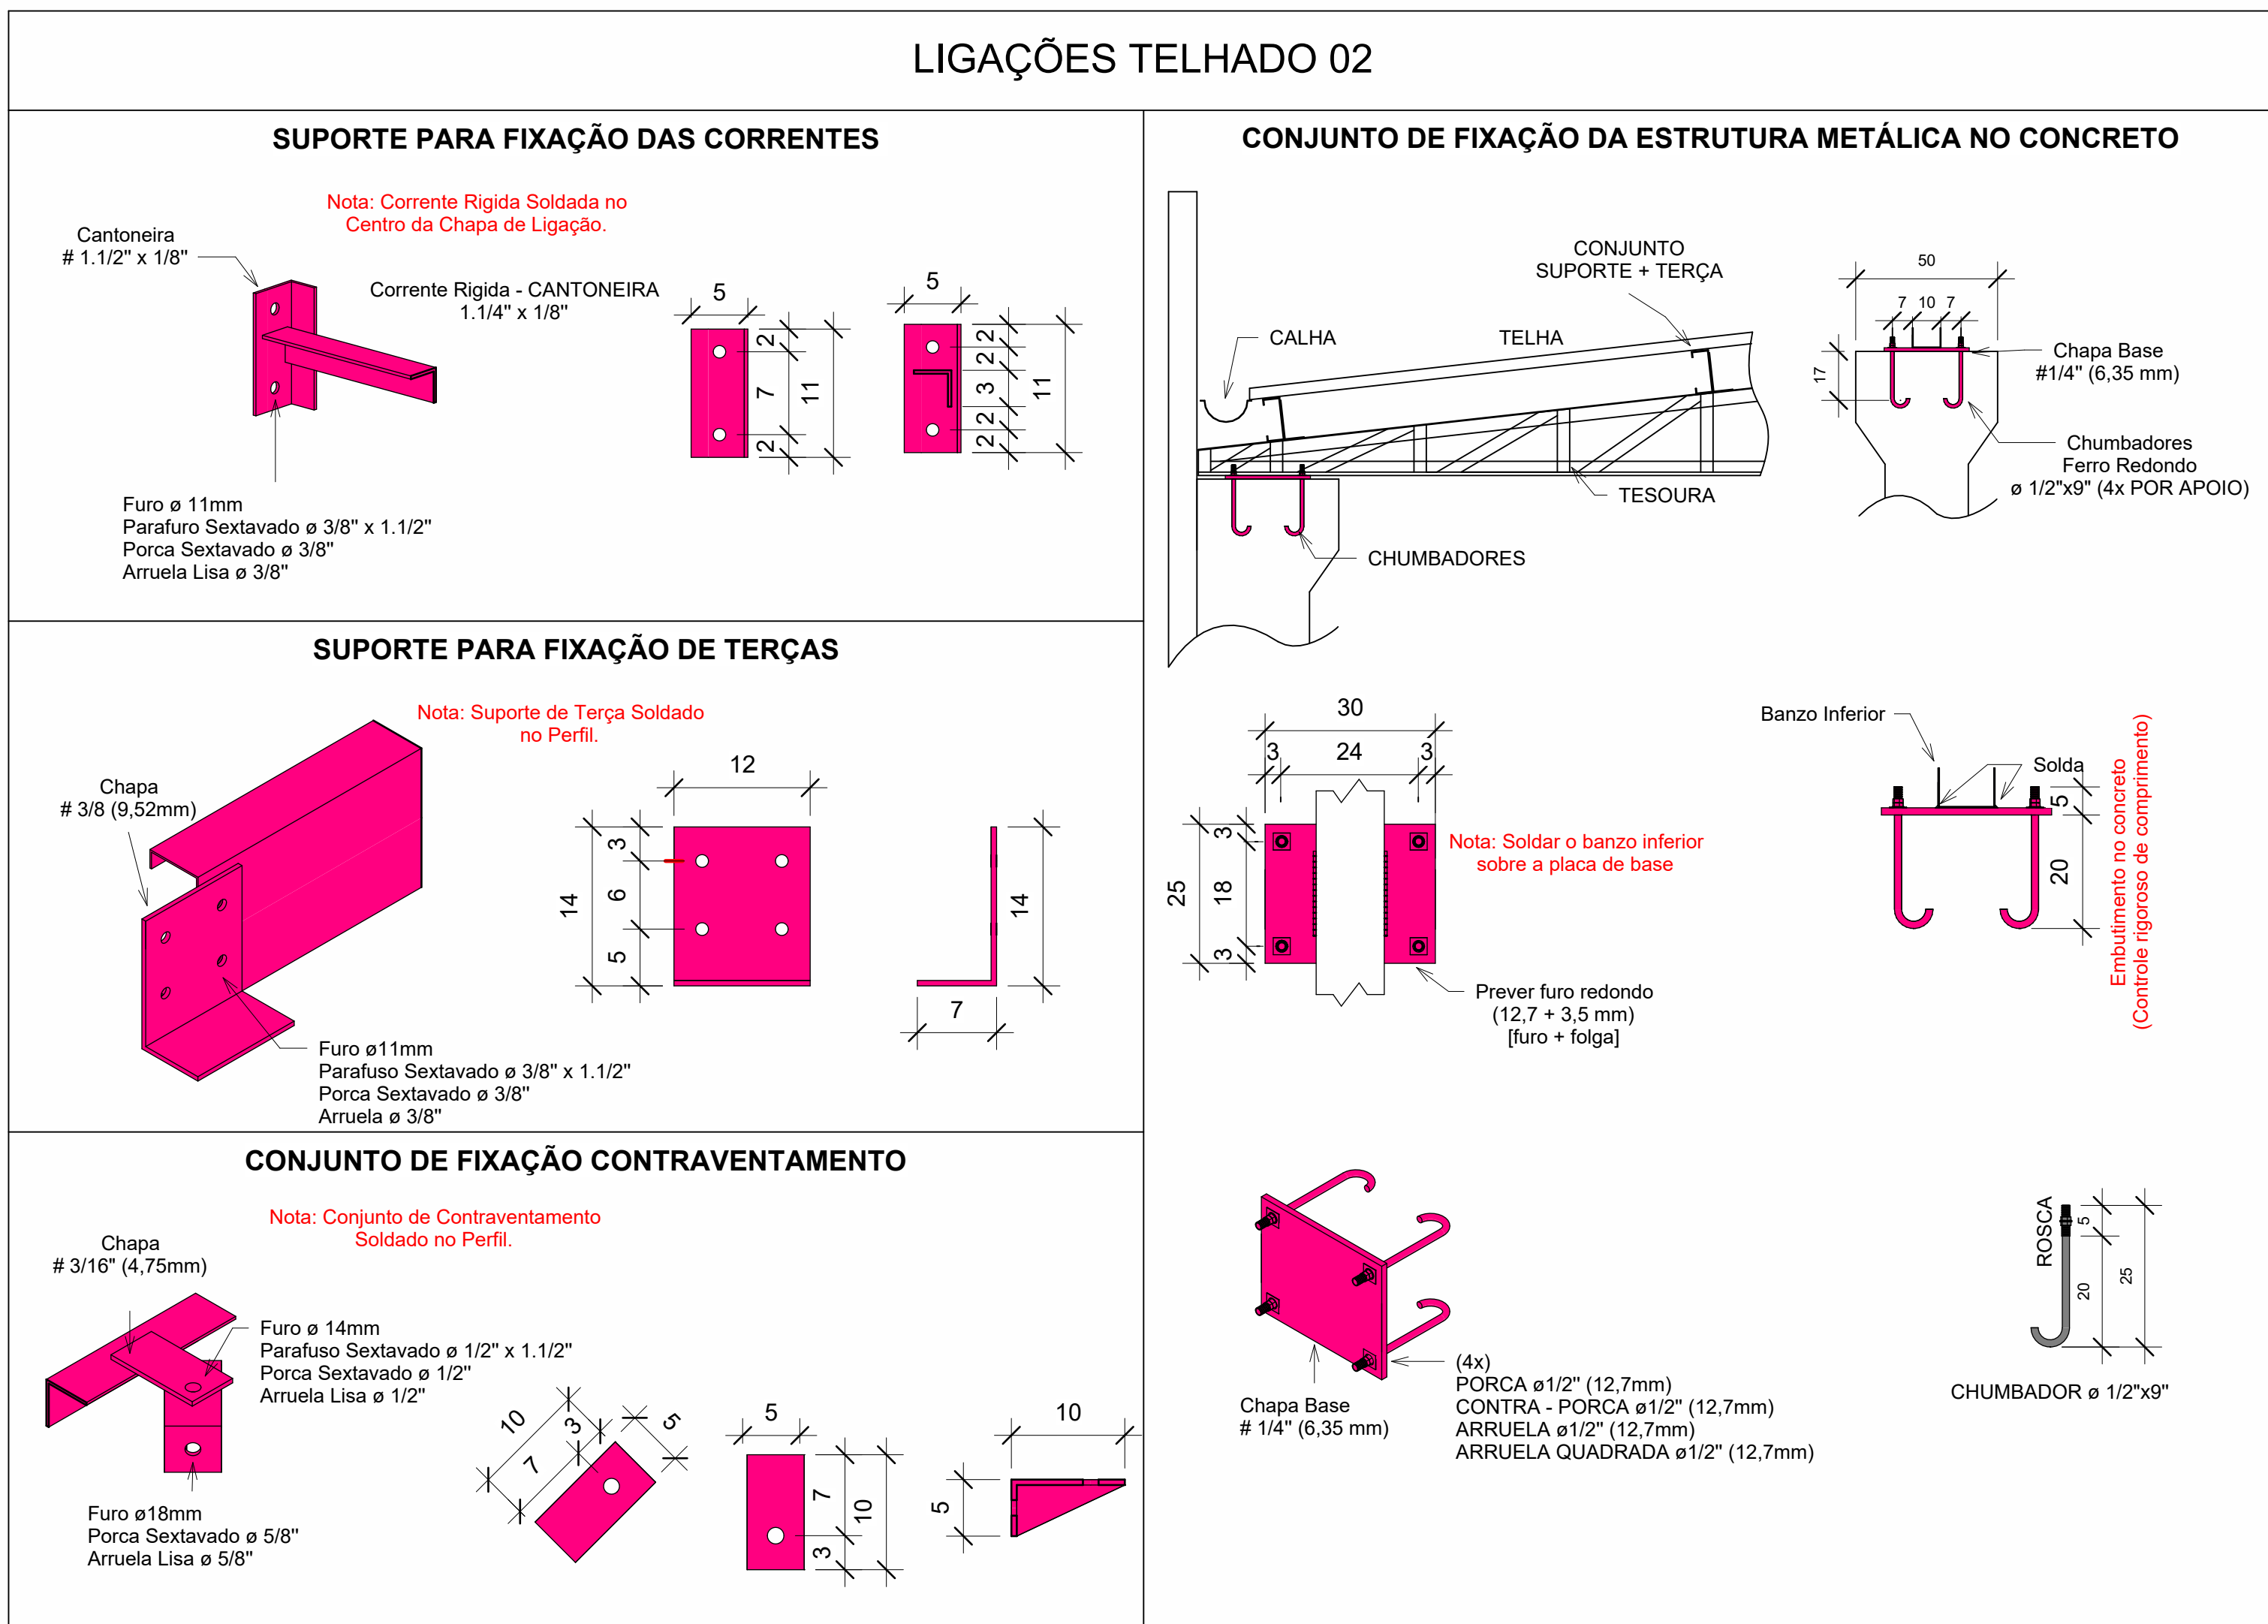 LIGAÇÕES TELHADO 02
SUPORTE PARA FIXAÇÃO DAS CORRENTES
Nota: Corrente Rigida Soldada no
Centro da Chapa de Ligação.
Cantoneira
# 1.1/2" x 1/8"
Corrente Rigida - CANTONEIRA
1.1/4" x 1/8"
5
2
7
2
11
5
2
2
3
2
2
11
Furo ø 11mm
Parafuro Sextavado ø 3/8" x 1.1/2"
Porca Sextavado ø 3/8"
Arruela Lisa ø 3/8"
SUPORTE PARA FIXAÇÃO DE TERÇAS
Nota: Suporte de Terça Soldado
no Perfil.
Chapa
# 3/8 (9,52mm)
12
14
3
6
5
14
7
Furo ø11mm
Parafuso Sextavado ø 3/8" x 1.1/2"
Porca Sextavado ø 3/8"
Arruela ø 3/8"
CONJUNTO DE FIXAÇÃO CONTRAVENTAMENTO
Nota: Conjunto de Contraventamento
Soldado no Perfil.
Chapa
# 3/16" (4,75mm)
Furo ø 14mm
Parafuso Sextavado ø 1/2" x 1.1/2"
Porca Sextavado ø 1/2"
Arruela Lisa ø 1/2"
Furo ø18mm
Porca Sextavado ø 5/8"
Arruela Lisa ø 5/8"
10
3
7
5
5
7
3
10
10
5
CONJUNTO DE FIXAÇÃO DA ESTRUTURA METÁLICA NO CONCRETO
CONJUNTO
SUPORTE + TERÇA
CALHA
TELHA
TESOURA
CHUMBADORES
50
7 10 7
17
Chapa Base
#1/4" (6,35 mm)
Chumbadores
Ferro Redondo
ø 1/2"x9" (4x POR APOIO)
30
3 24 3
25
3
18
3
Nota: Soldar o banzo inferior
sobre a placa de base
Prever furo redondo
(12,7 + 3,5 mm)
[furo + folga]
Banzo Inferior
Solda
5
20
Embutimento no concreto
(Controle rigoroso de comprimento)
Chapa Base
# 1/4" (6,35 mm)
(4x)
PORCA ø1/2" (12,7mm)
CONTRA - PORCA ø1/2" (12,7mm)
ARRUELA ø1/2" (12,7mm)
ARRUELA QUADRADA ø1/2" (12,7mm)
ROSCA
5
20
25
CHUMBADOR ø 1/2"x9"